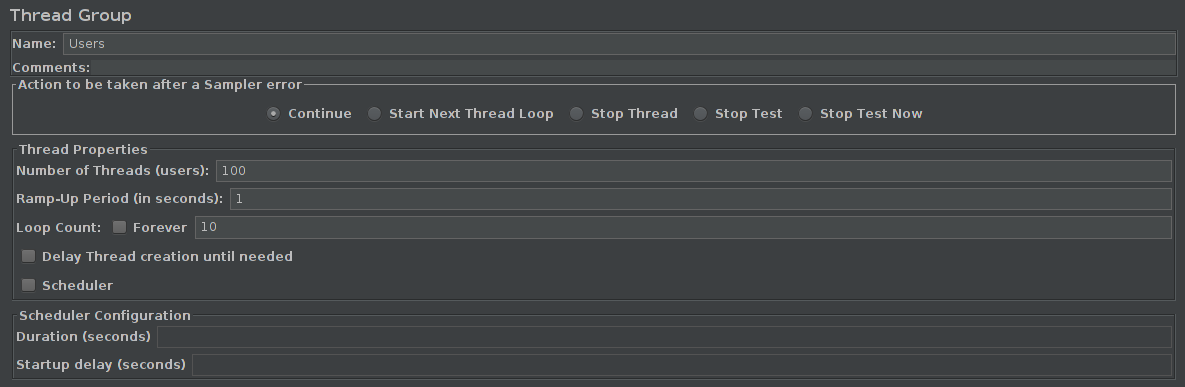 Thread Group
Name: Users
Comments:
Action to be taken after a Sampler error
Continue Start Next Thread Loop Stop Thread Stop Test Stop Test Now
Thread Properties
Number of Threads (users): 100
Ramp-Up Period (in seconds): 1
Loop Count: Forever 10
Delay Thread creation until needed
Scheduler
Scheduler Configuration
Duration (seconds)
Startup delay (seconds)